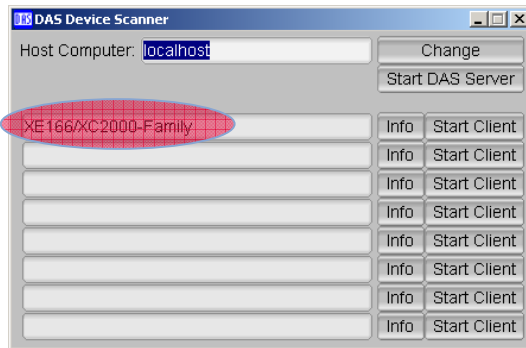 DAS DAS Device Scanner
Host Computer: localhost Change
Start DAS Server
XE166/XC2000-Family Info Start Client
Info Start Client
Info Start Client
Info Start Client
Info Start Client
Info Start Client
Info Start Client
Info Start Client